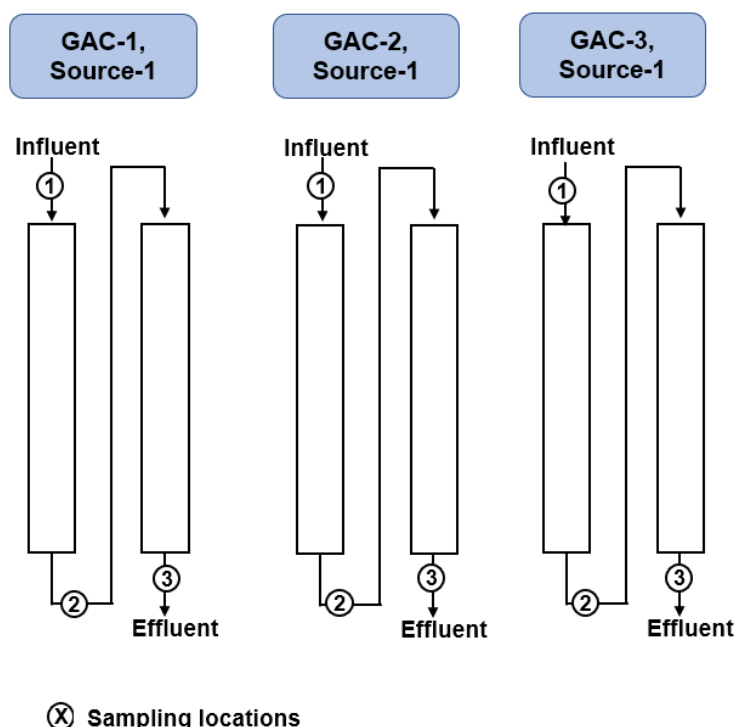 GAC-1,
Source-1
GAC-2,
Source-1
GAC-3,
Source-1
Influent
1
2
3
Effluent
Influent
1
2
3
Effluent
Influent
1
2
3
Effluent
X Sampling locations